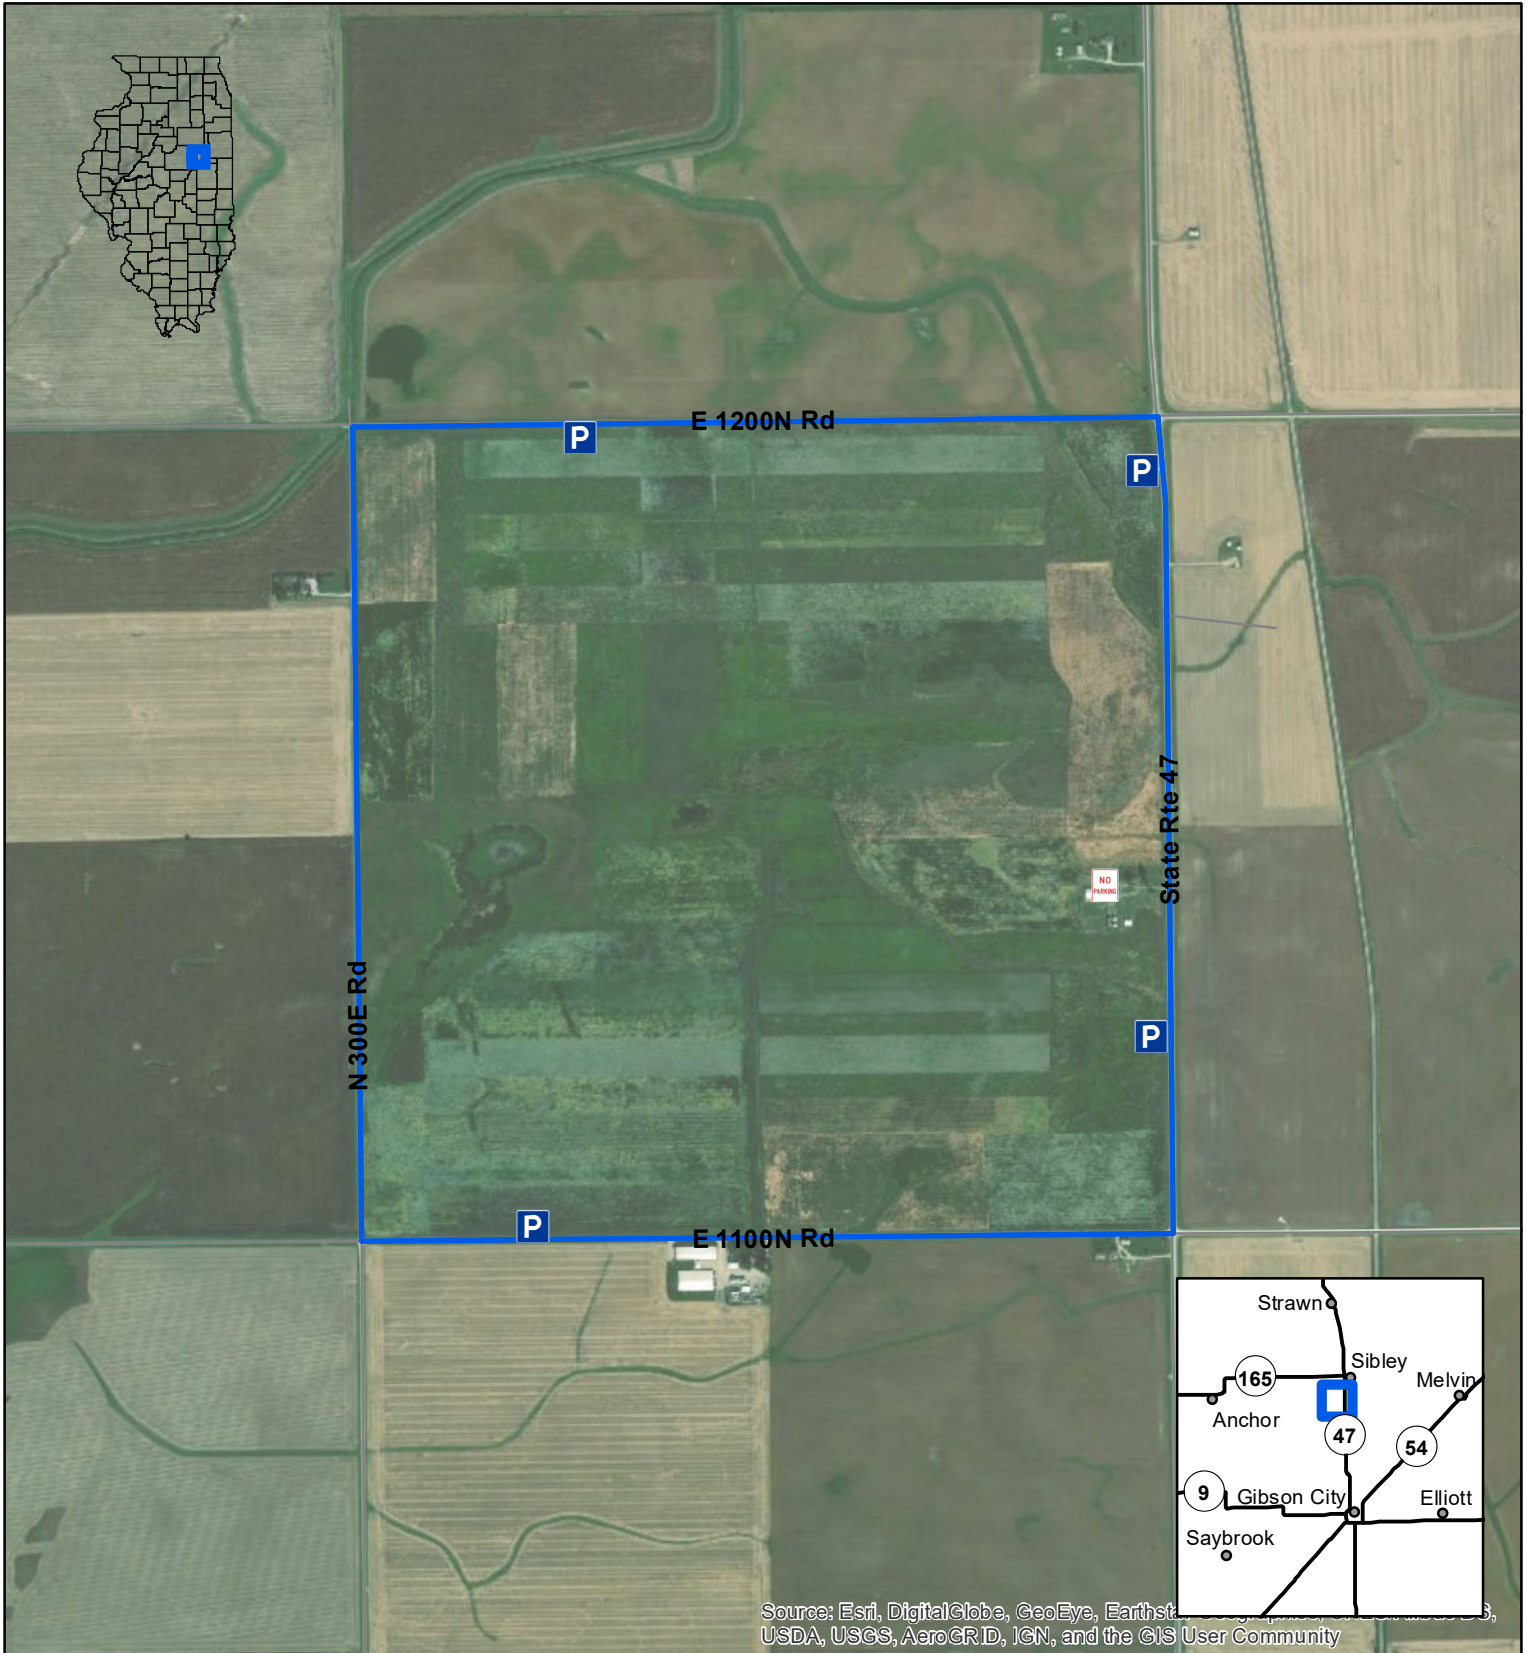 E 1200N Rd
P
P
State Rte 47
NO
PARKING
N 300E Rd
P
P
E 1100N Rd
Strawn
Sibley
165
Melvin
Anchor
47
54
9
Gibson City
Elliott
Saybrook
Source: Esri, DigitalGlobe, GeoEye,
USDA, USGS, AeroGRID, IGN, and the GIS User Community